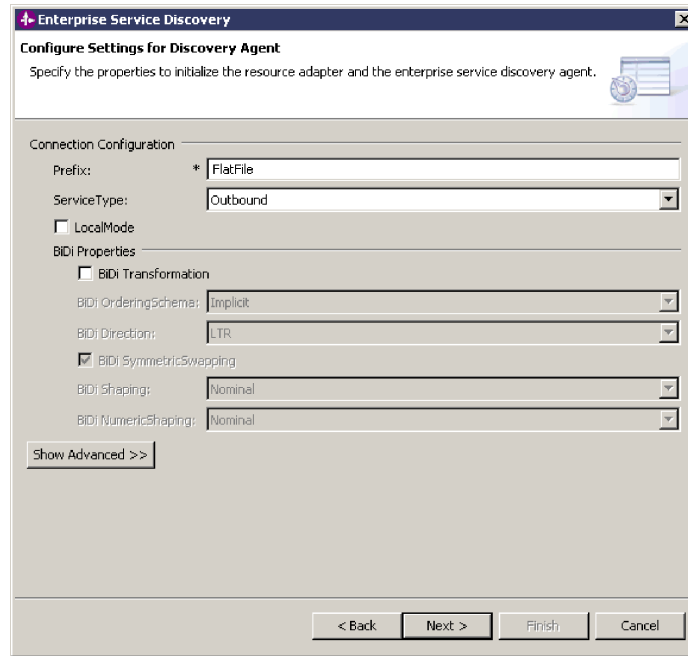 Enterprise Service Discovery
Configure Settings for Discovery Agent
Specify the properties to initialize the resource adapter and the enterprise service discovery agent.
Connection Configuration
Prefix: * FlatFile
ServiceType: Outbound
LocalMode
BiDi Properties
BiDi Transformation
BiDi OrderingSchema: Implicit
BiDi Direction: LTR
BiDi SymmetricSwapping
BiDi Shaping: Nominal
BiDi NumericShaping: Nominal
Show Advanced >>
< Back Next > Finish Cancel